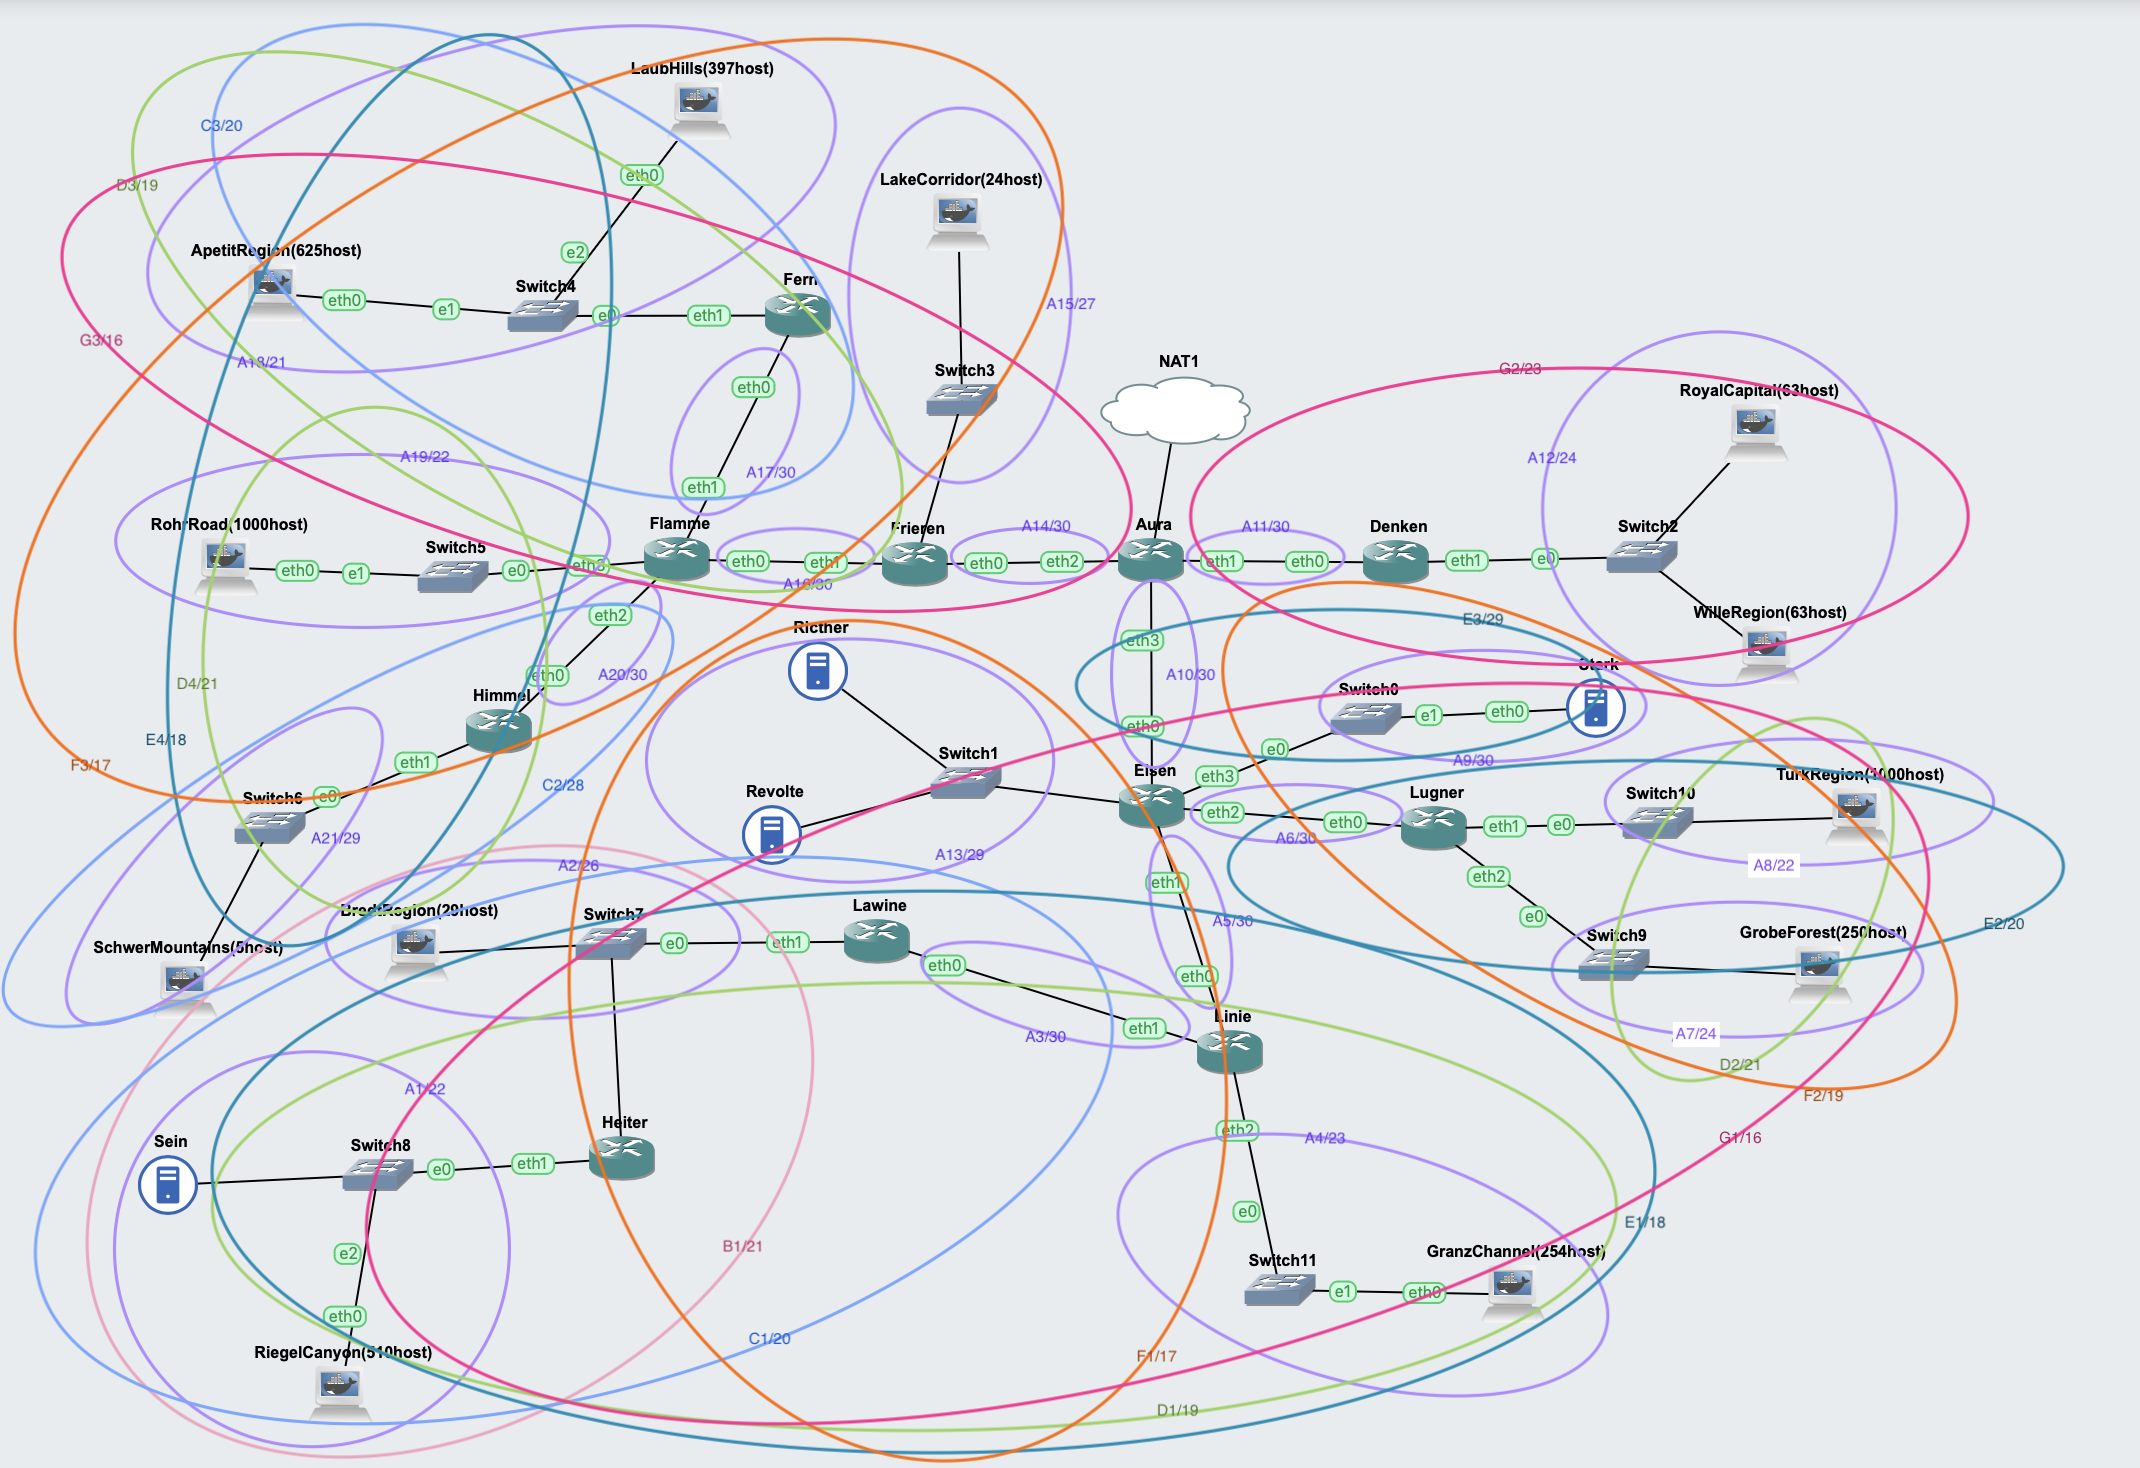 LaubHills(397host)
C3/20
eth0
D3/19
LakeCorridor(24host)
ApetitRegion(625host)
e2
Fern
eth0
e1
Switch4
e0
eth1
A15/27
G3/16
A18/21
NAT1
Switch3
G2/23
RoyalCapital(63host)
eth0
A19/22
A17/30
A12/24
eth1
RohrRoad(1000host)
Flamme
Frieren
A14/30
Aura
A11/30
Denken
Switch2
Switch5
eth0
e1
e0
eth3
eth0
eth1
eth0
eth2
eth1
eth0
eth1
e0
A16/30
eth2
Ricther
E3/29
WilleRegion(63host)
eth3
A20/30
eth0
A10/30
Stark
D4/21
Himmel
Switch0
e1
eth0
eth0
E4/18
e0
A9/30
F3/17
eth1
Switch1
Eisen
eth3
C2/28
Revolte
Lugner
Switch10
TurkRegion(1000host)
Switch6
e0
eth2
eth0
eth1
e0
A21/29
A6/30
A13/29
A2/26
A8/22
eth1
eth2
BredtRegion(29host)
Switch7
Lawine
A5/30
e0
E2/20
SchwerMountains(5host)
e0
eth1
Switch9
GrobeForest(250host)
eth0
eth0
Linie
eth1
A3/30
A7/24
D2/21
A1/22
F2/19
Heiter
eth2
A4/23
G1/16
Sein
Switch8
e0
eth1
e0
E1/18
e2
B1/21
Switch11
GranzChannel(254host)
e1
eth0
eth0
C1/20
RiegelCanyon(510host)
F1/17
D1/19